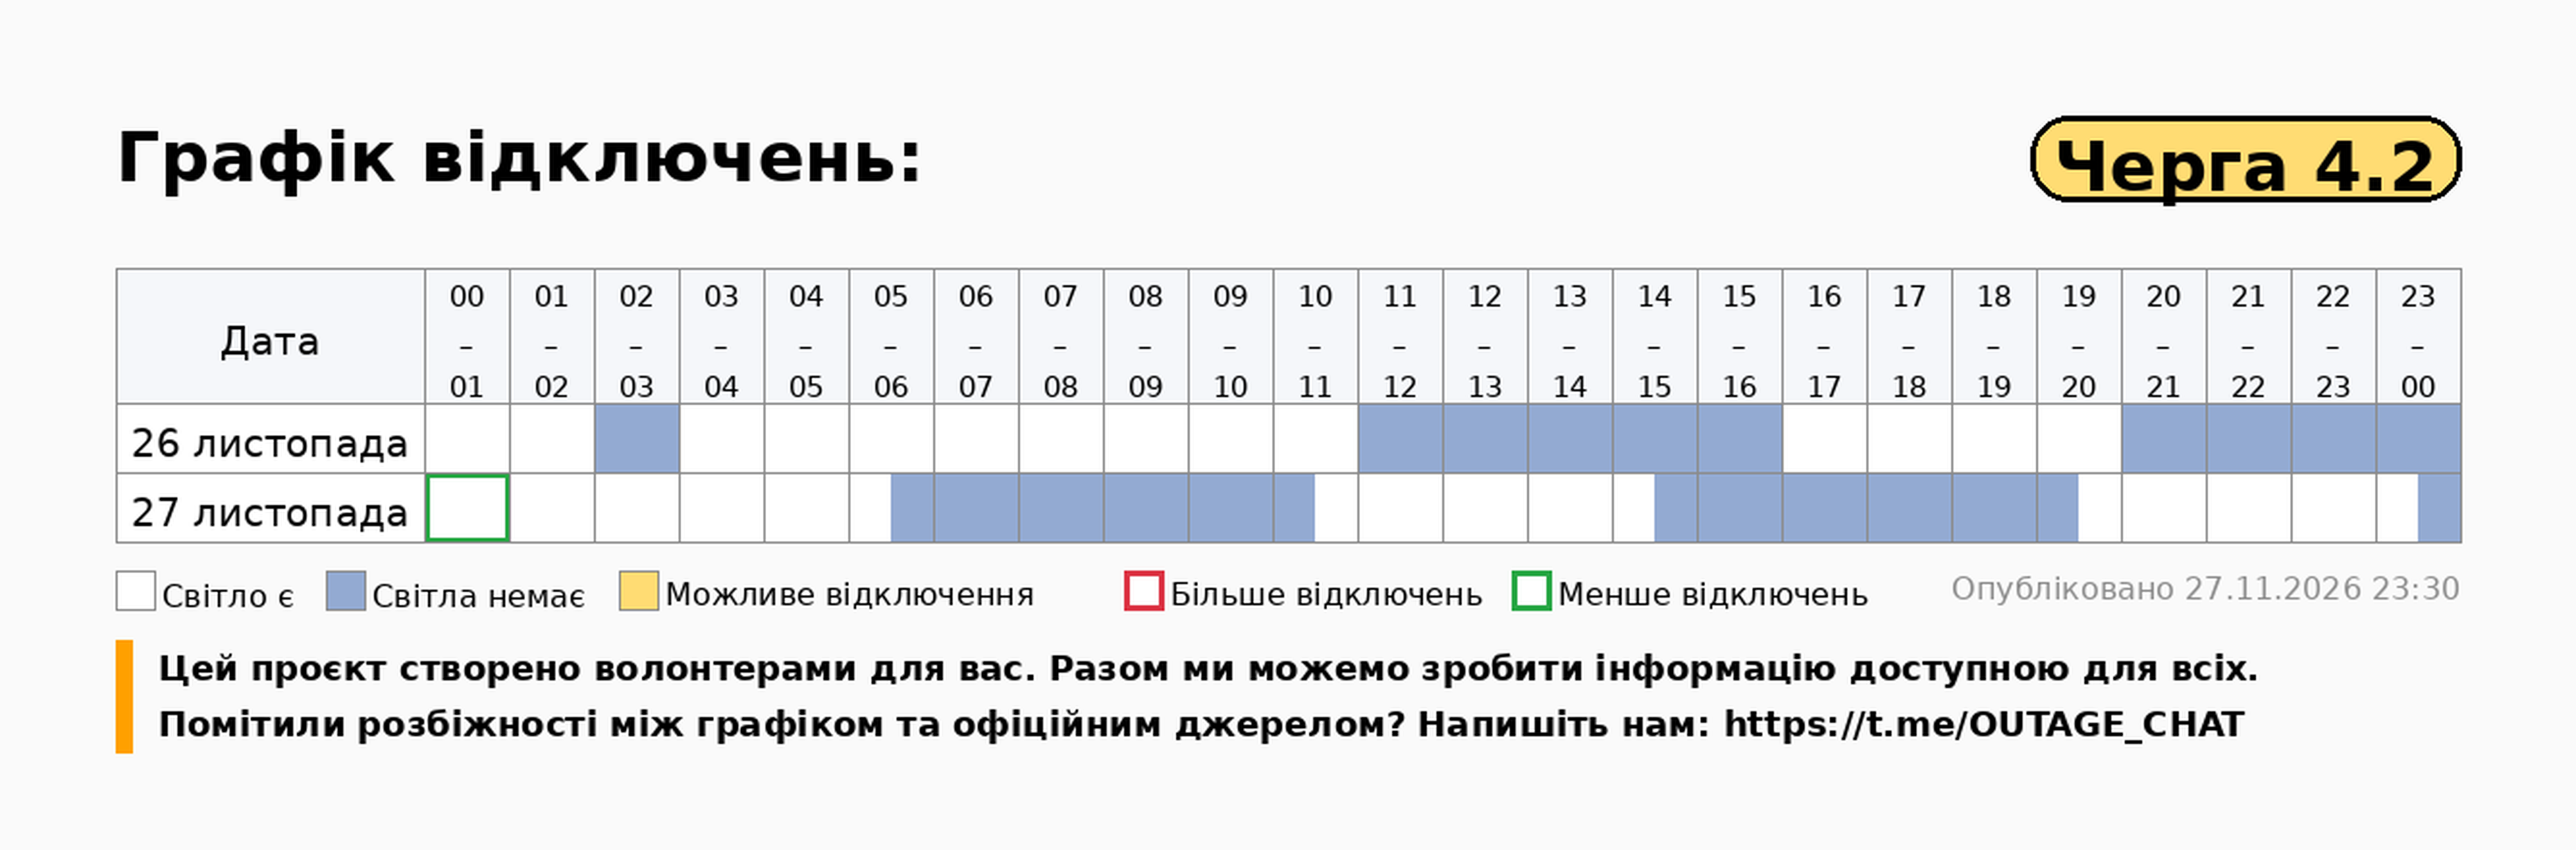 Графік відключень:
Черга 4.2
Дата
00 – 01
01 – 02
02 – 03
03 – 04
04 – 05
05 – 06
06 – 07
07 – 08
08 – 09
09 – 10
10 – 11
11 – 12
12 – 13
13 – 14
14 – 15
15 – 16
16 – 17
17 – 18
18 – 19
19 – 20
20 – 21
21 – 22
22 – 23
23 – 00
26 листопада
27 листопада
Світло є
Світла немає
Можливе відключення
Більше відключень
Менше відключень
Опубліковано 27.11.2026 23:30
Цей проєкт створено волонтерами для вас. Разом ми можемо зробити інформацію доступною для всіх.
Помітили розбіжності між графіком та офіційним джерелом? Напишіть нам: https://t.me/OUTAGE_CHAT